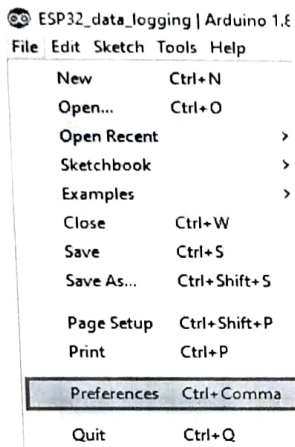 ESP32_data_logging | Arduino 1.8
File Edit Sketch Tools Help
New Ctrl+N
Open... Ctrl+O
Open Recent >
Sketchbook >
Examples >
Close Ctrl+W
Save Ctrl+S
Save As... Ctrl+Shift+S
Page Setup Ctrl+Shift+P
Print Ctrl+P
Preferences Ctrl+Comma
Quit Ctrl+Q